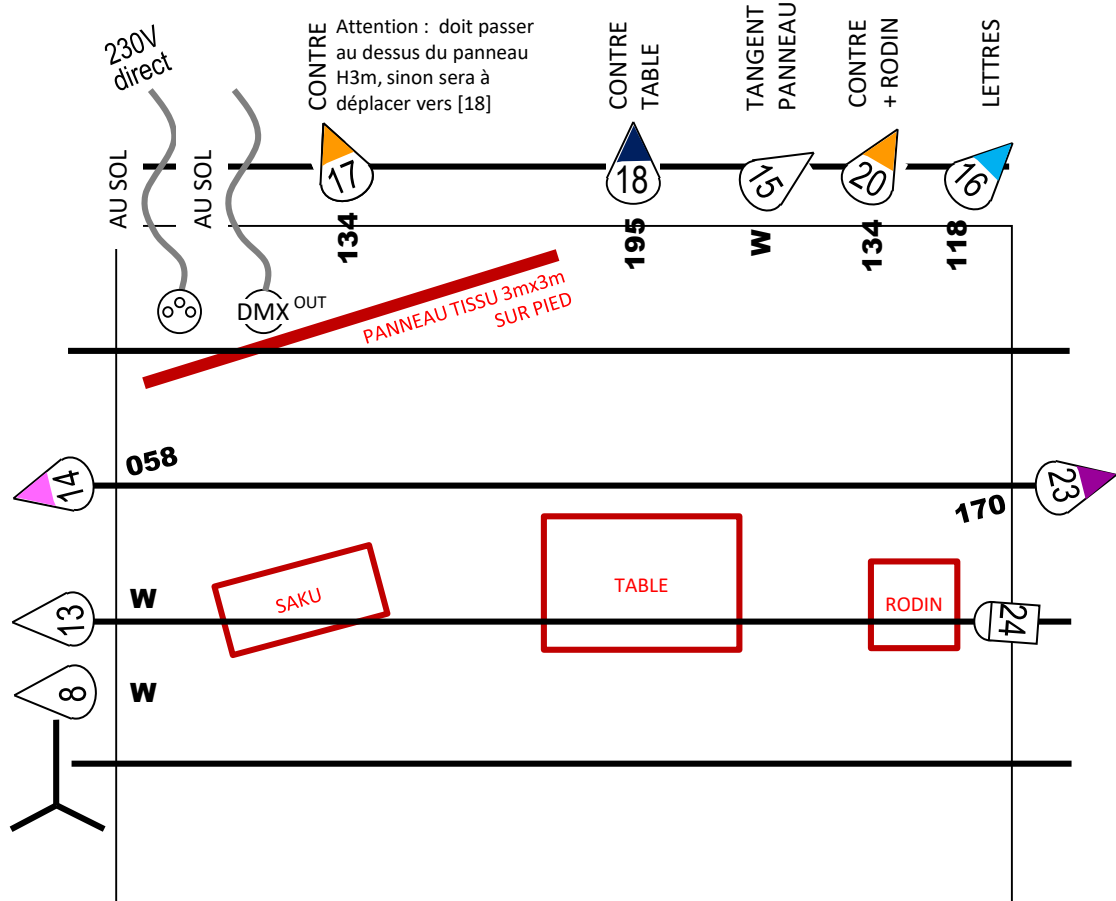 230V
direct
AU SOL
AU SOL
CONTRE
Attention : doit passer
au dessus du panneau
H3m, sinon sera à
déplacer vers [18]
CONTRE
TABLE
TANGENT
PANNEAU
CONTRE
+ RODIN
LETTRES
17
18
15
20
16
134
195
W
134
118
DMX OUT
PANNEAU TISSU 3mx3m
SUR PIED
14
058
23
170
13
W
SAKU
TABLE
RODIN
24
8
W